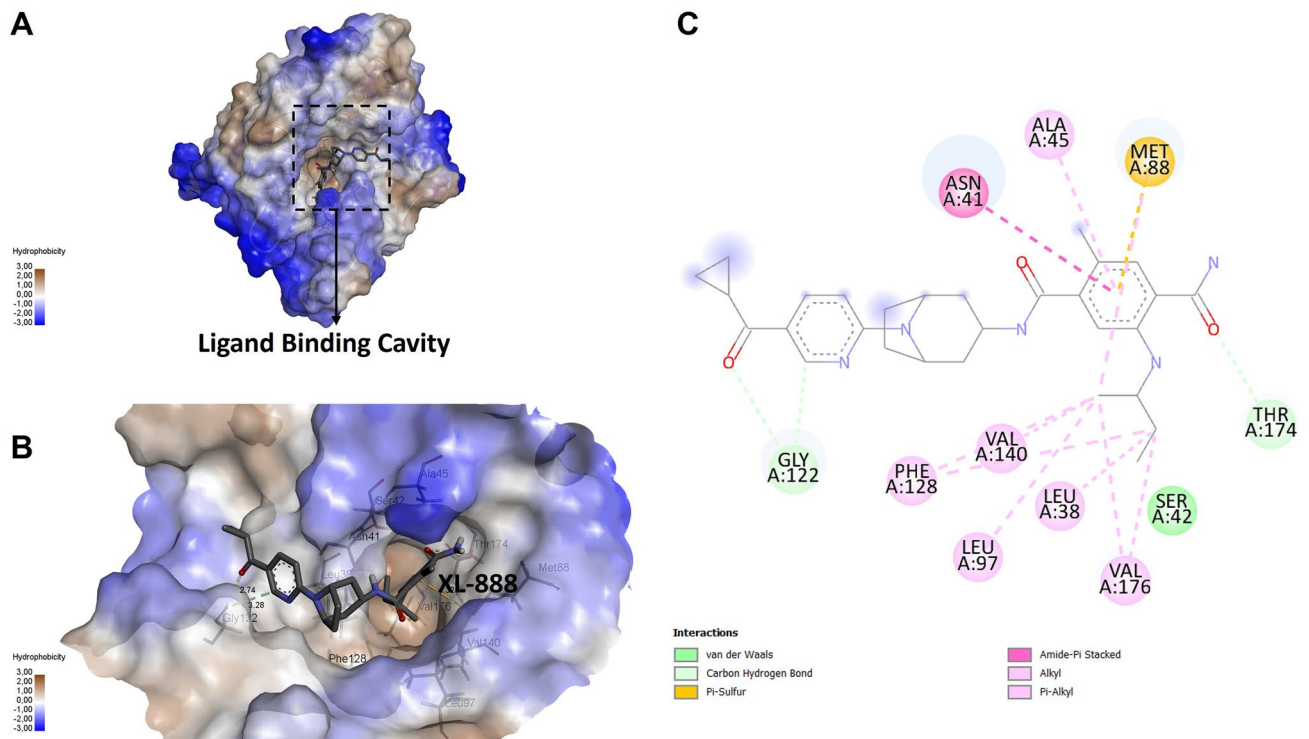 A
Hydrophobicity
3,00
2,00
1,00
0,00
-1,00
-2,00
-3,00
Ligand Binding Cavity
B
Ala45
Ser42
Asn41
Thr174
Leu38
XL-888
Met88
2.74
3.28
Gly122
Val176
Val140
Phe128
Leu97
Hydrophobicity
3,00
2,00
1,00
0,00
-1,00
-2,00
-3,00
C
ALA
A:45
MET
A:88
ASN
A:41
O
N
O
N
N
N
O
N
O
THR
A:174
GLY
A:122
VAL
A:140
PHE
A:128
LEU
A:38
SER
A:42
LEU
A:97
VAL
A:176
Interactions
van der Waals
Carbon Hydrogen Bond
Pi-Sulfur
Amide-Pi Stacked
Alkyl
Pi-Alkyl